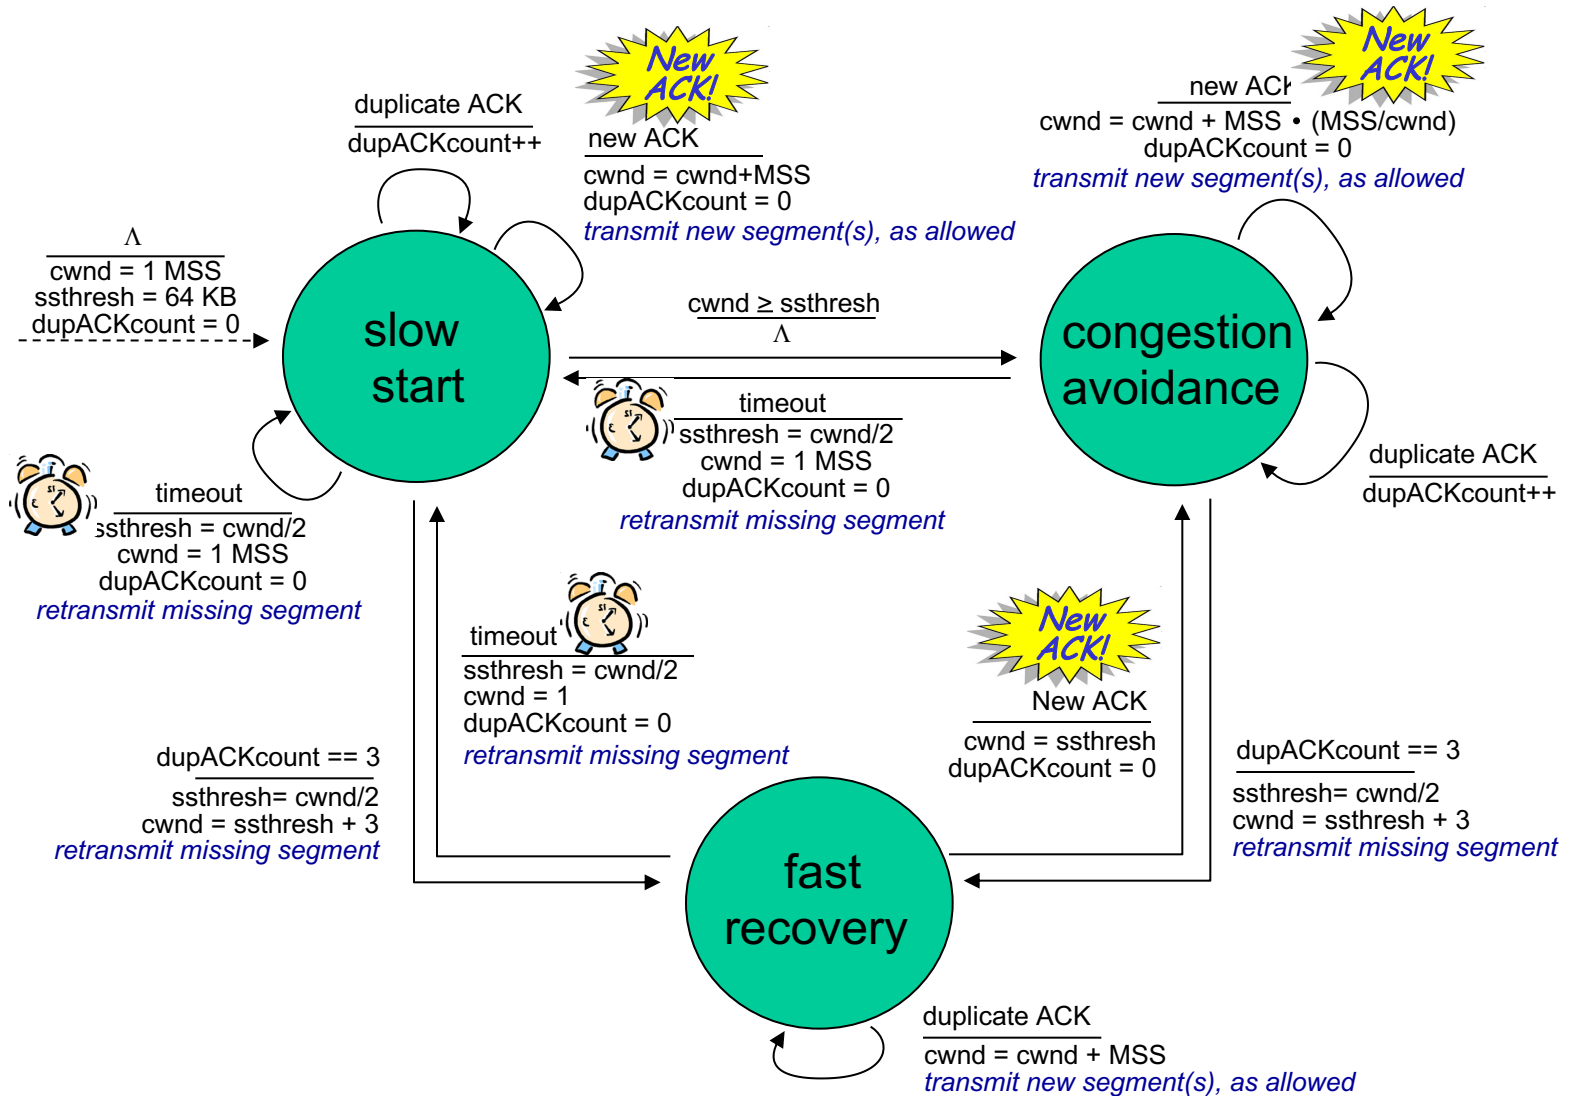 New
ACK!
duplicate ACK
dupACKcount++
new ACK
cwnd = cwnd+MSS
dupACKcount = 0
transmit new segment(s), as allowed
New
ACK!
new ACK
cwnd = cwnd + MSS • (MSS/cwnd)
dupACKcount = 0
transmit new segment(s), as allowed
Λ
cwnd = 1 MSS
ssthresh = 64 KB
dupACKcount = 0
slow
start
cwnd ≥ ssthresh
Λ
congestion
avoidance
timeout
ssthresh = cwnd/2
cwnd = 1 MSS
dupACKcount = 0
retransmit missing segment
duplicate ACK
dupACKcount++
timeout
ssthresh = cwnd/2
cwnd = 1 MSS
dupACKcount = 0
retransmit missing segment
timeout
ssthresh = cwnd/2
cwnd = 1
dupACKcount = 0
retransmit missing segment
New
ACK!
New ACK
cwnd = ssthresh
dupACKcount = 0
dupACKcount == 3
ssthresh= cwnd/2
cwnd = ssthresh + 3
retransmit missing segment
dupACKcount == 3
ssthresh= cwnd/2
cwnd = ssthresh + 3
retransmit missing segment
fast
recovery
duplicate ACK
cwnd = cwnd + MSS
transmit new segment(s), as allowed